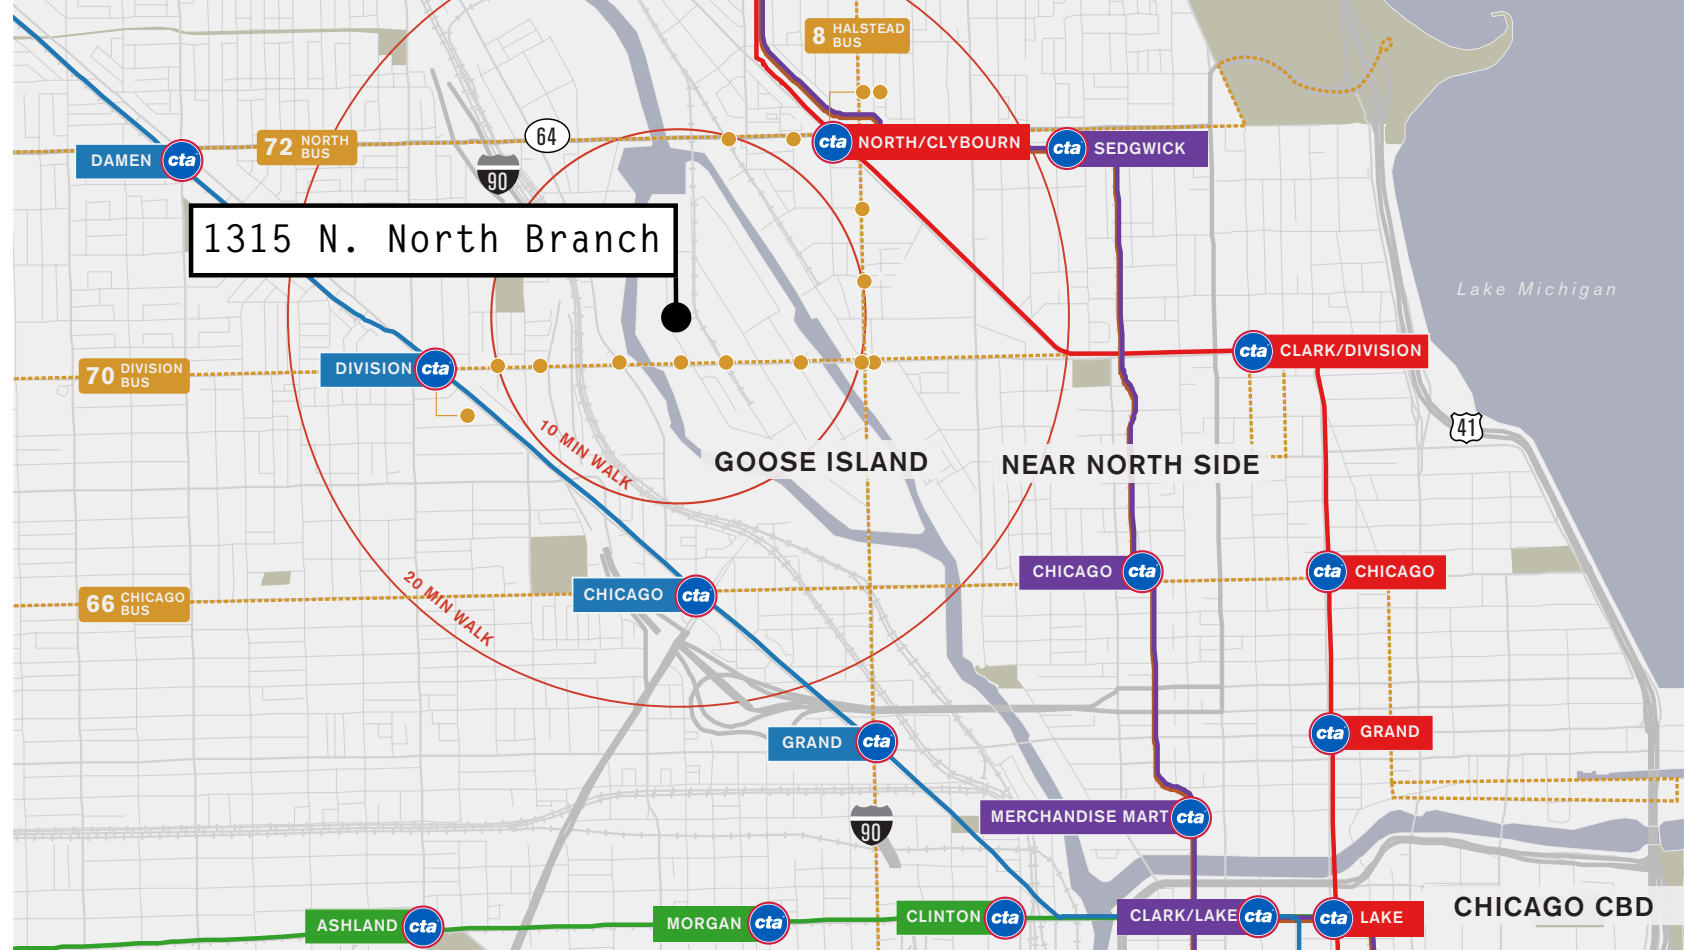 8 HALSTEAD
BUS
64
72 NORTH
BUS
DAMEN cta
cta NORTH/CLYBOURN
cta SEDGWICK
90
1315 N. North Branch
Lake Michigan
70 DIVISION
BUS
DIVISION cta
cta CLARK/DIVISION
41
10 MIN WALK
GOOSE ISLAND
NEAR NORTH SIDE
66 CHICAGO
BUS
20 MIN WALK
CHICAGO cta
CHICAGO cta
cta CHICAGO
GRAND cta
cta GRAND
90
MERCHANDISE MART cta
ASHLAND cta
MORGAN cta
CLINTON cta
CLARK/LAKE cta
cta LAKE
CHICAGO CBD